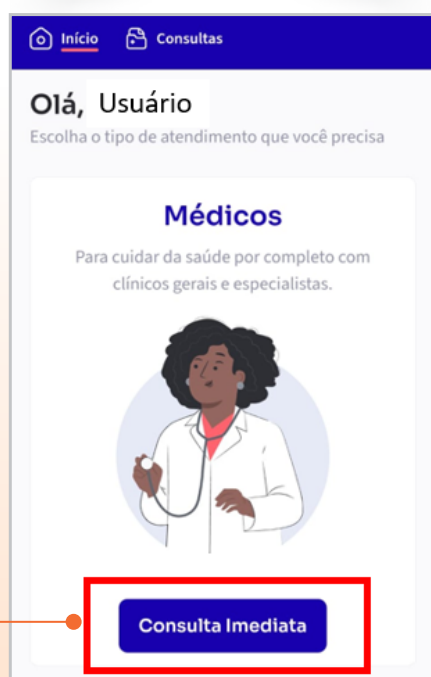 Início Consultas
Olá, Usuário
Escolha o tipo de atendimento que você precisa
Médicos
Para cuidar da saúde por completo com
clínicos gerais e especialistas.
Consulta Imediata